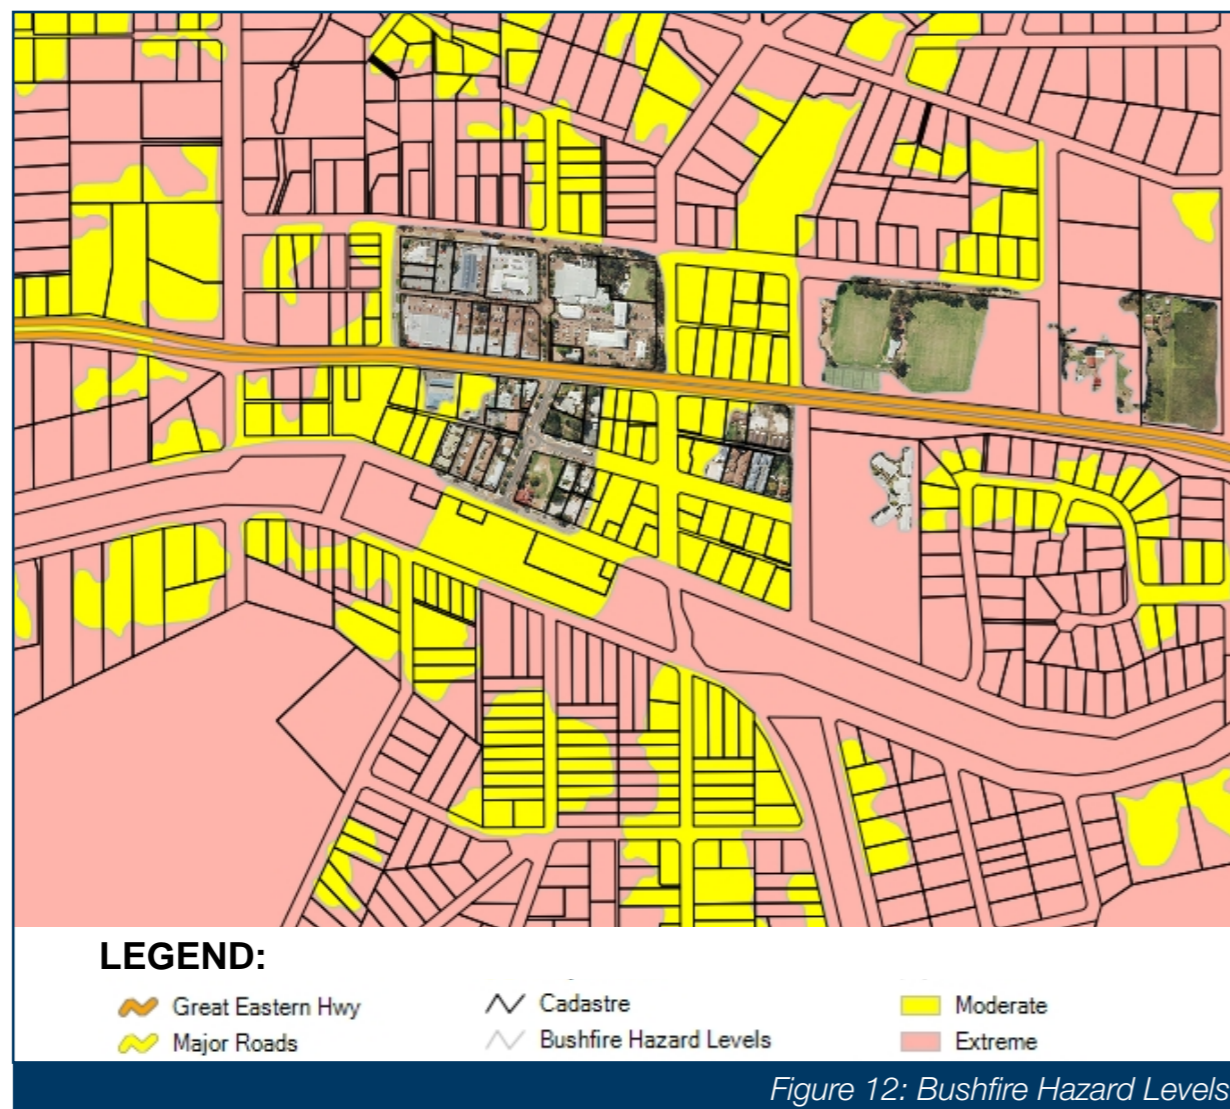 LEGEND:
Great Eastern Hwy
Major Roads
Cadastre
Bushfire Hazard Levels
Moderate
Extreme
Figure 12: Bushfire Hazard Levels